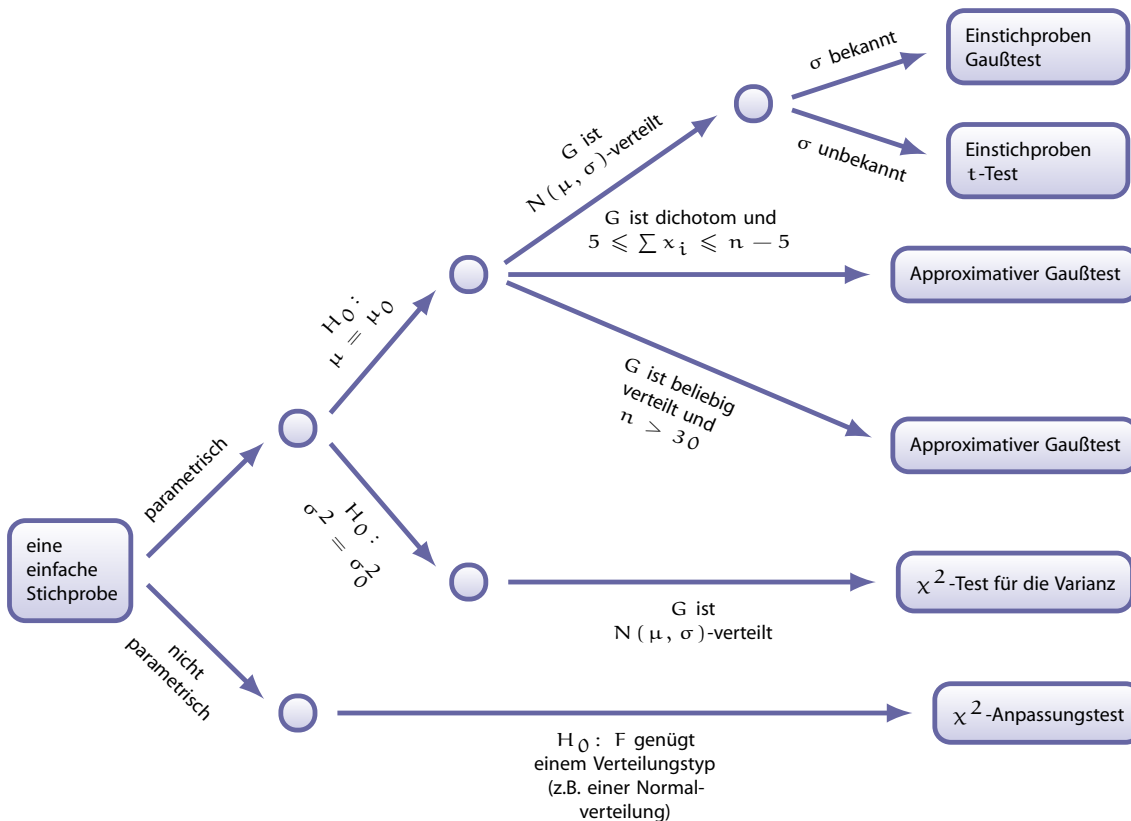 eine
einfache
Stichprobe
parametrisch
nicht
parametrisch
H₀:
μ = μ₀
H₀:
σ² = σ₀²
G ist
N(μ, σ)-verteilt
σ bekannt
Einstichproben
Gaußtest
σ unbekannt
Einstichproben
t-Test
G ist dichotom und
5 ⩽ ∑ xᵢ ⩽ n − 5
Approximativer Gaußtest
G ist beliebig
verteilt und
n > 30
Approximativer Gaußtest
G ist
N(μ, σ)-verteilt
χ²-Test für die Varianz
H₀: F genügt
einem Verteilungstyp
(z.B. einer Normal-
verteilung)
χ²-Anpassungstest